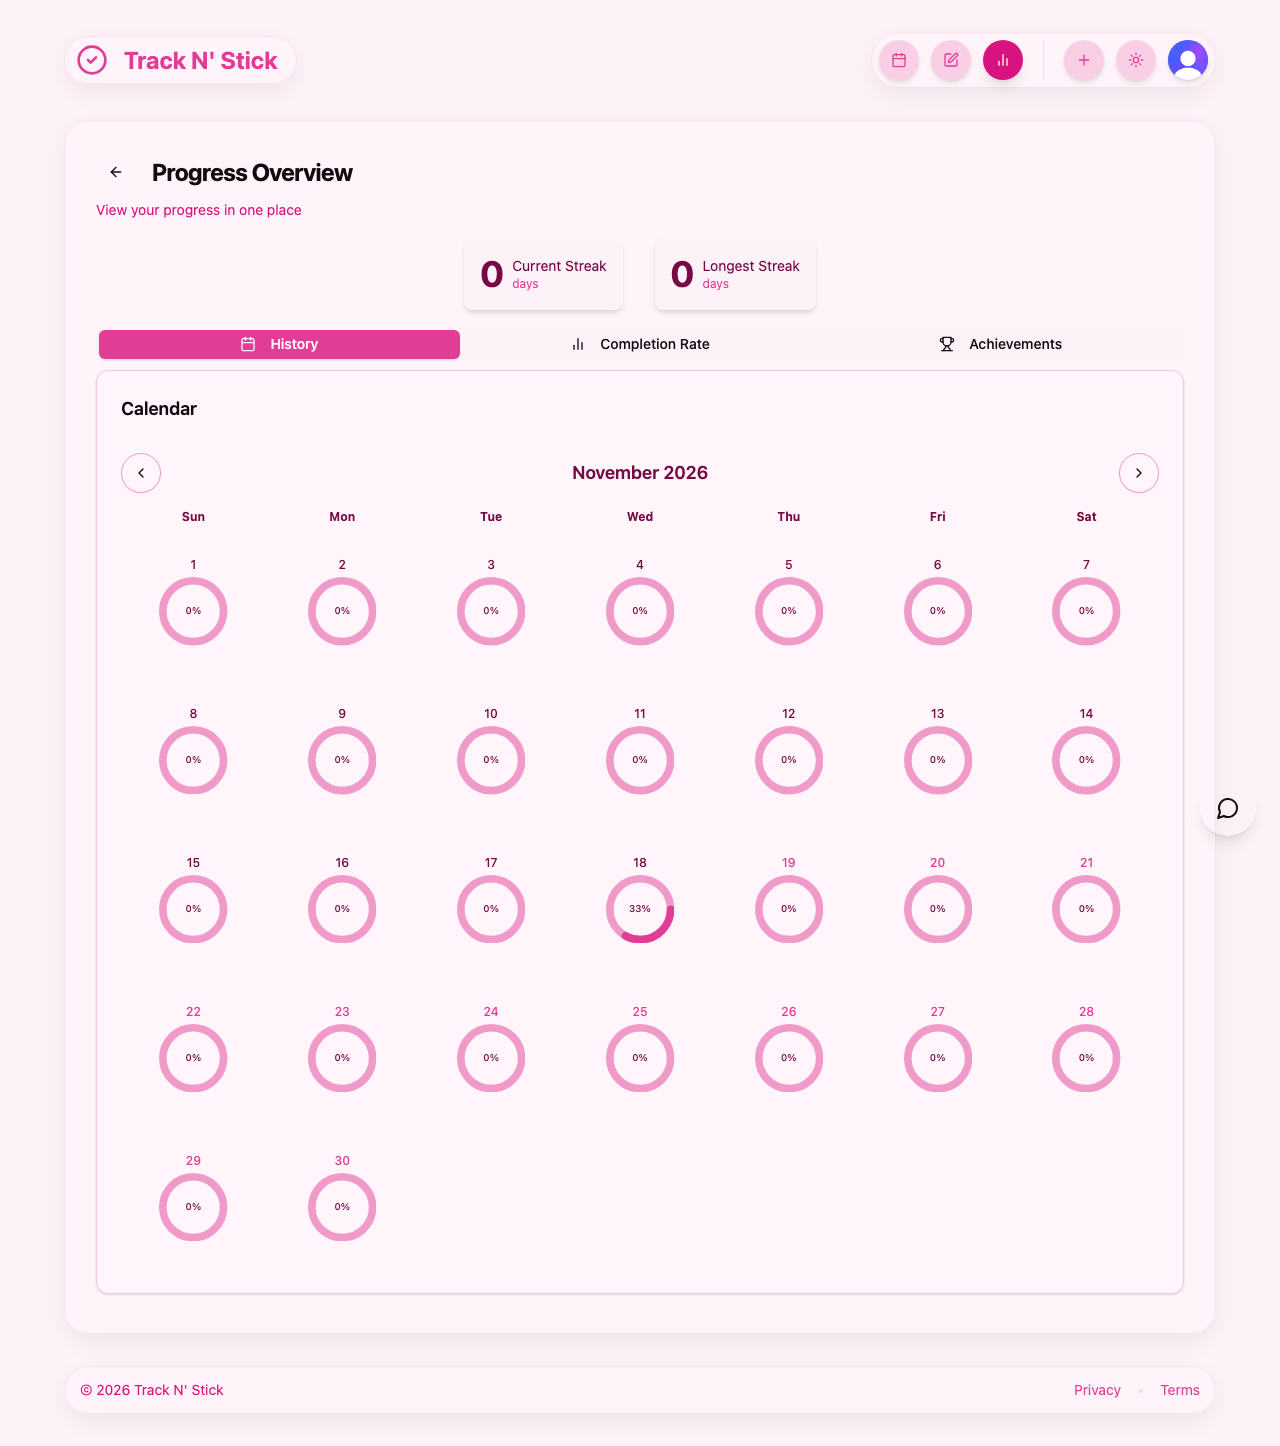 Track N' Stick
Progress Overview
View your progress in one place
0 Current Streak
days
0 Longest Streak
days
History
Completion Rate
Achievements
Calendar
November 2026
Sun Mon Tue Wed Thu Fri Sat
1 2 3 4 5 6 7
0% 0% 0% 0% 0% 0% 0%
8 9 10 11 12 13 14
0% 0% 0% 0% 0% 0% 0%
15 16 17 18 19 20 21
0% 0% 0% 33% 0% 0% 0%
22 23 24 25 26 27 28
0% 0% 0% 0% 0% 0% 0%
29 30
0% 0%
© 2026 Track N' Stick
Privacy • Terms